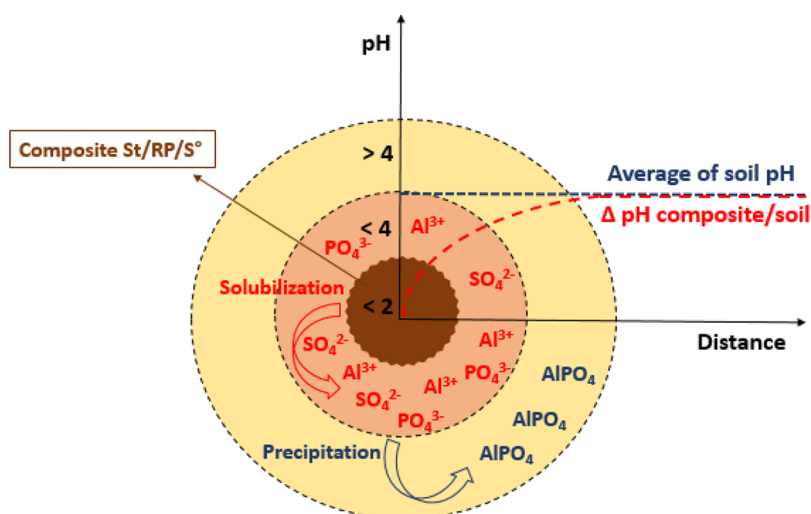 pH
Composite St/RP/S°
> 4
Average of soil pH
Δ pH composite/soil
< 4
Al³⁺
PO₄³⁻
Solubilization
SO₄²⁻
< 2
Distance
SO₄²⁻
Al³⁺
Al³⁺
PO₄³⁻
AlPO₄
Al³⁺
SO₄²⁻
PO₄³⁻
AlPO₄
Precipitation
AlPO₄